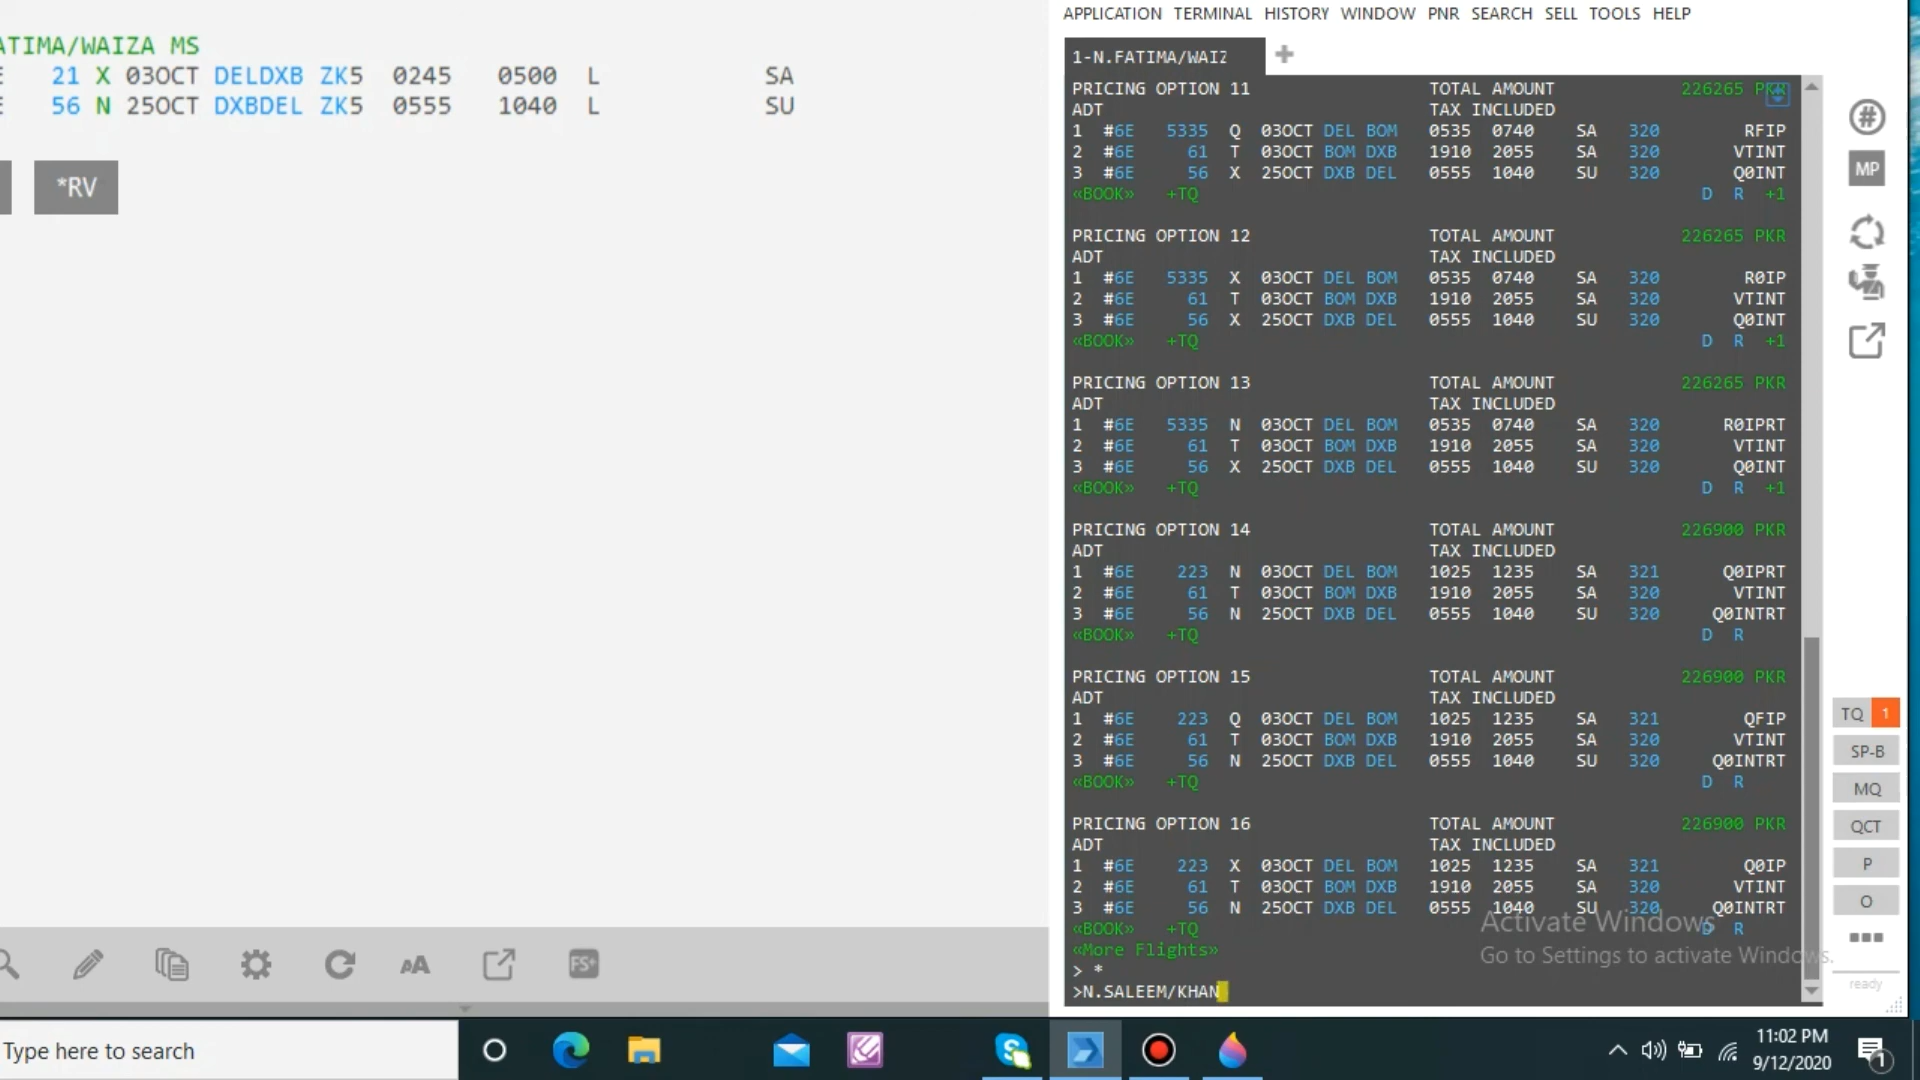 ATIMA/WAIZA MS
21 X 03OCT DELDXB ZK5 0245 0500 L SA
56 N 25OCT DXBDEL ZK5 0555 1040 L SU
*RV
APPLICATION TERMINAL HISTORY WINDOW PNR SEARCH SELL TOOLS HELP
1-N.FATIMA/WAIZ
PRICING OPTION 11 TOTAL AMOUNT 226265 PKR
ADT TAX INCLUDED
1 #6E 5335 Q 03OCT DEL BOM 0535 0740 SA 320 RFIP
2 #6E 61 T 03OCT BOM DXB 1910 2055 SA 320 VTINT
3 #6E 56 X 25OCT DXB DEL 0555 1040 SU 320 Q0INT
«BOOK» +TQ D R +1
PRICING OPTION 12 TOTAL AMOUNT 226265 PKR
ADT TAX INCLUDED
1 #6E 5335 X 03OCT DEL BOM 0535 0740 SA 320 R0IP
2 #6E 61 T 03OCT BOM DXB 1910 2055 SA 320 VTINT
3 #6E 56 X 25OCT DXB DEL 0555 1040 SU 320 Q0INT
«BOOK» +TQ D R +1
PRICING OPTION 13 TOTAL AMOUNT 226265 PKR
ADT TAX INCLUDED
1 #6E 5335 N 03OCT DEL BOM 0535 0740 SA 320 R0IPRT
2 #6E 61 T 03OCT BOM DXB 1910 2055 SA 320 VTINT
3 #6E 56 X 25OCT DXB DEL 0555 1040 SU 320 Q0INT
«BOOK» +TQ D R +1
PRICING OPTION 14 TOTAL AMOUNT 226900 PKR
ADT TAX INCLUDED
1 #6E 223 N 03OCT DEL BOM 1025 1235 SA 321 Q0IPRT
2 #6E 61 T 03OCT BOM DXB 1910 2055 SA 320 VTINT
3 #6E 56 N 25OCT DXB DEL 0555 1040 SU 320 Q0INTRT
«BOOK» +TQ D R
PRICING OPTION 15 TOTAL AMOUNT 226900 PKR
ADT TAX INCLUDED
1 #6E 223 Q 03OCT DEL BOM 1025 1235 SA 321 QFIP
2 #6E 61 T 03OCT BOM DXB 1910 2055 SA 320 VTINT
3 #6E 56 N 25OCT DXB DEL 0555 1040 SU 320 Q0INTRT
«BOOK» +TQ D R
PRICING OPTION 16 TOTAL AMOUNT 226900 PKR
ADT TAX INCLUDED
1 #6E 223 X 03OCT DEL BOM 1025 1235 SA 321 Q0IP
2 #6E 61 T 03OCT BOM DXB 1910 2055 SA 320 VTINT
3 #6E 56 N 25OCT DXB DEL 0555 1040 SU 320 Q0INTRT
«BOOK» +TQ D R
«More Flights»
> *
>N.SALEEM/KHAN
Activate Windows
Go to Settings to activate Windows.
#
MP
TQ 1
SP-B
MQ
QCT
P
O
ready
AA
FS+
Type here to search
11:02 PM
9/12/2020
1